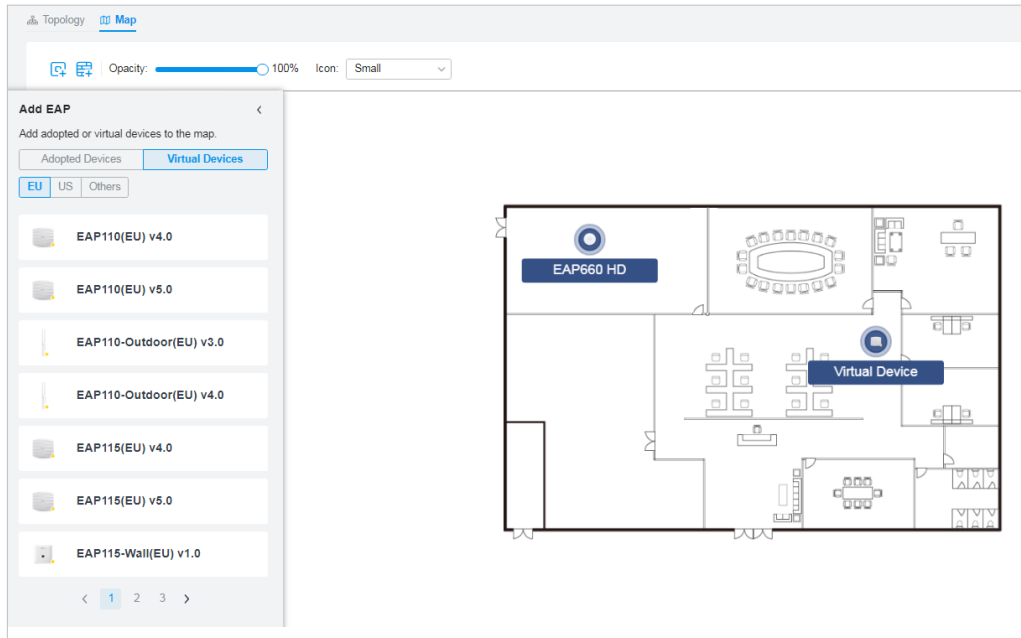 Topology Map
Opacity: 100% Icon: Small
Add EAP
Add adopted or virtual devices to the map.
Adopted Devices Virtual Devices
EU US Others
EAP110(EU) v4.0
EAP110(EU) v5.0
EAP110-Outdoor(EU) v3.0
EAP110-Outdoor(EU) v4.0
EAP115(EU) v4.0
EAP115(EU) v5.0
EAP115-Wall(EU) v1.0
1 2 3
EAP660 HD
Virtual Device